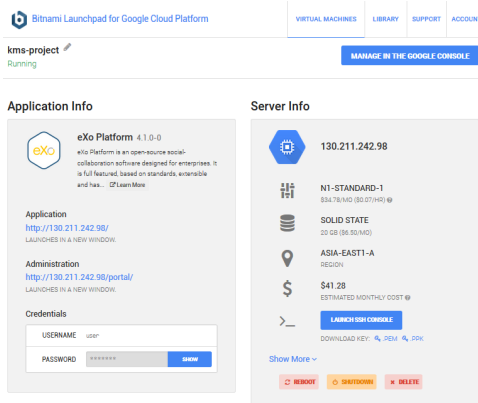 Bitnami Launchpad for Google Cloud Platform
VIRTUAL MACHINES LIBRARY SUPPORT ACCOUN
kms-project
Running
MANAGE IN THE GOOGLE CONSOLE
Application Info
eXo
eXo Platform 4.1.0-0
eXo Platform is an open-source social-
collaboration software designed for enterprises. It
is full featured, based on standards, extensible
and has... Learn More
Application
http://130.211.242.98/
LAUNCHES IN A NEW WINDOW.
Administration
http://130.211.242.98/portal/
LAUNCHES IN A NEW WINDOW.
Credentials
USERNAME user
PASSWORD ******* SHOW
Server Info
130.211.242.98
N1-STANDARD-1
$34.78/MO ($0.07/HR)
SOLID STATE
20 GB ($6.50/MO)
ASIA-EAST1-A
REGION
$41.28
ESTIMATED MONTHLY COST
LAUNCH SSH CONSOLE
DOWNLOAD KEY: .PEM .PPK
Show More
REBOOT SHUTDOWN DELETE